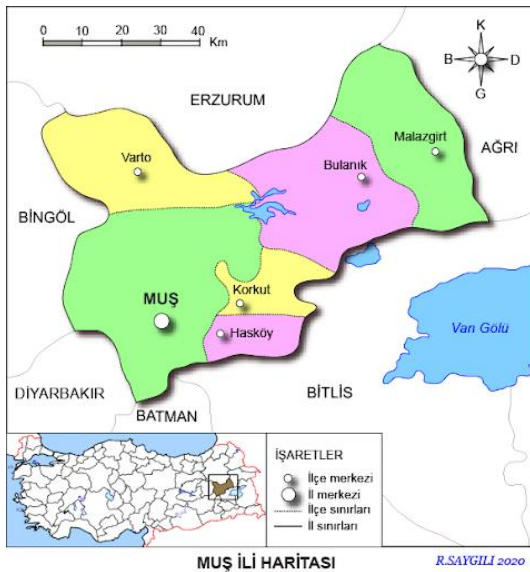 0 10 20 30 40
Km
K
B D
G
ERZURUM
Malazgirt
AĞRI
Varto
Bulanık
BİNGÖL
MUŞ
Korkut
Hasköy
Van Gölü
DİYARBAKIR
BATMAN
BİTLİS
İŞARETLER
İlçe merkezi
İl merkezi
İlçe sınırları
İl sınırları
MUŞ İLİ HARİTASI
R.SAYGILI 2020